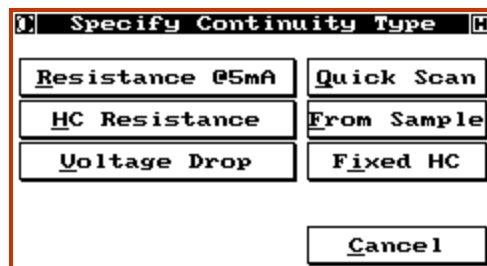 Specify Continuity Type H
Resistance @5mA Quick Scan
HC Resistance From Sample
Voltage Drop Fixed HC
Cancel